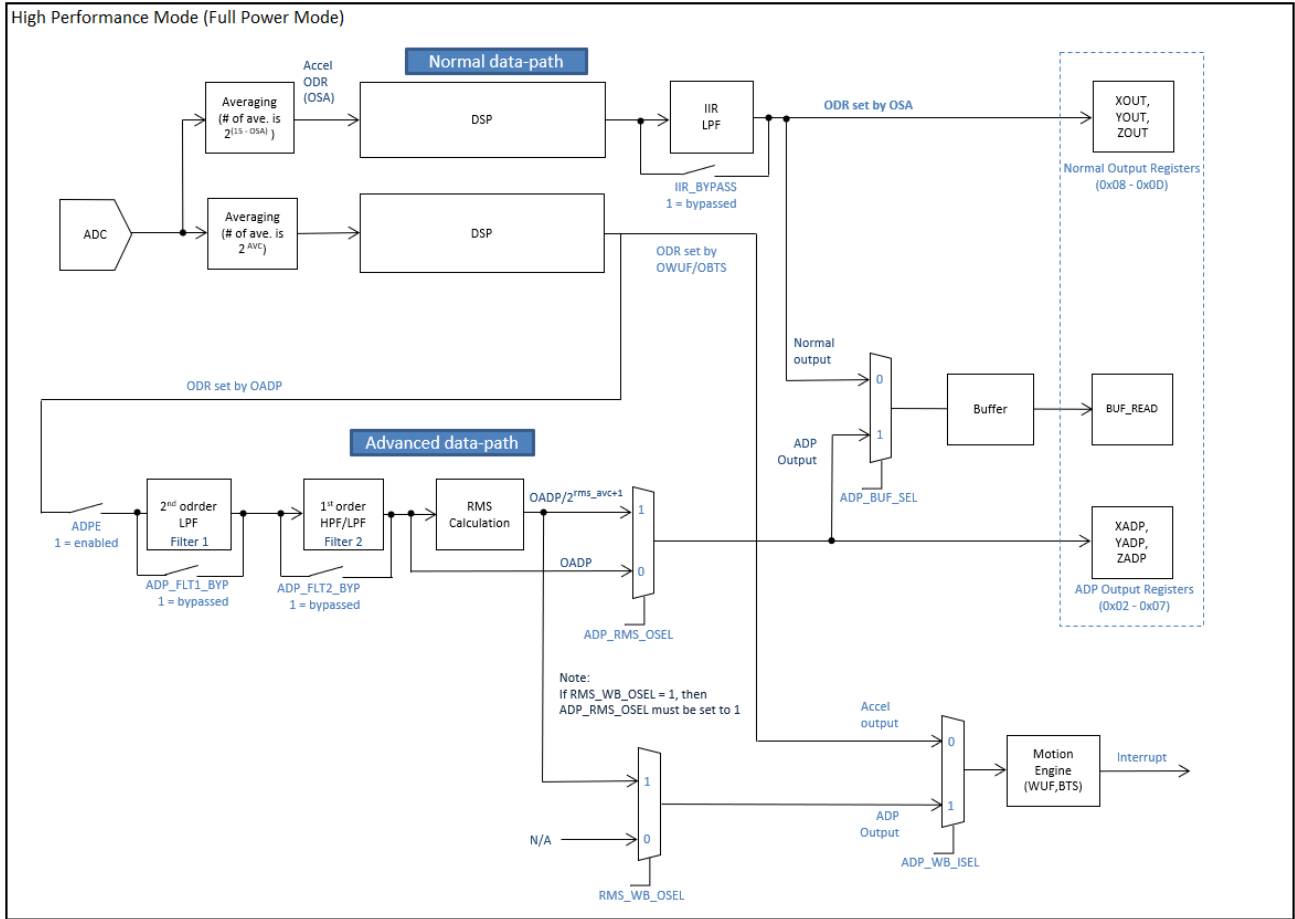 High Performance Mode (Full Power Mode)
Normal data-path
Accel
ODR
(OSA)
Averaging
(# of ave. is
2^(15 - OSA) )
DSP
IIR
LPF
ODR set by OSA
XOUT,
YOUT,
ZOUT
Normal Output Registers
(0x08 - 0x0D)
IIR_BYPASS
1 = bypassed
ADC
Averaging
(# of ave. is
2^AVC)
DSP
ODR set by
OWUF/OBTS
Normal
output
0
1
ADP
Output
ADP_BUF_SEL
Buffer
BUF_READ
ODR set by OADP
Advanced data-path
ADPE
1 = enabled
2nd odrder
LPF
Filter 1
ADP_FLT1_BYP
1 = bypassed
1st order
HPF/LPF
Filter 2
ADP_FLT2_BYP
1 = bypassed
RMS
Calculation
OADP/2^rms_avc+1
OADP
1
0
ADP_RMS_OSEL
XADP,
YADP,
ZADP
ADP Output Registers
(0x02 - 0x07)
Note:
If RMS_WB_OSEL = 1, then
ADP_RMS_OSEL must be set to 1
Accel
output
0
1
ADP
Output
ADP_WB_ISEL
Motion
Engine
(WUF,BTS)
Interrupt
1
0
N/A
RMS_WB_OSEL